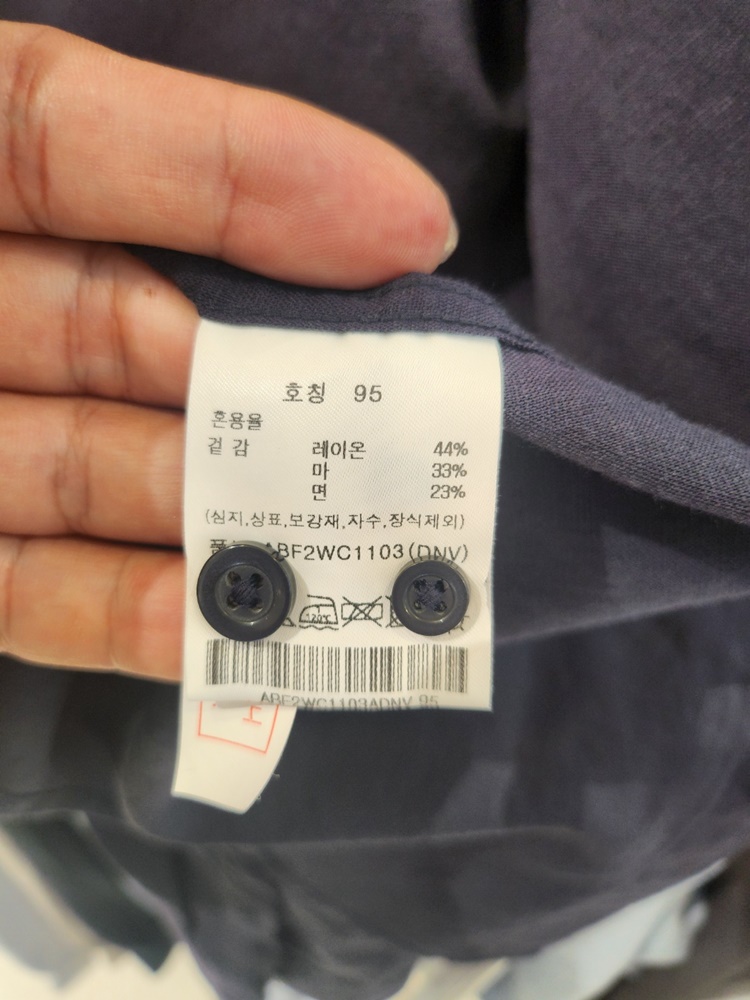 호칭 95
혼용율
겉 감 레이온 44%
마 33%
면 23%
(심지,상표,보강재,자수,장식제외)
ABF2WC1103(DNV)
120℃
ABF2WC1103ADNV 95